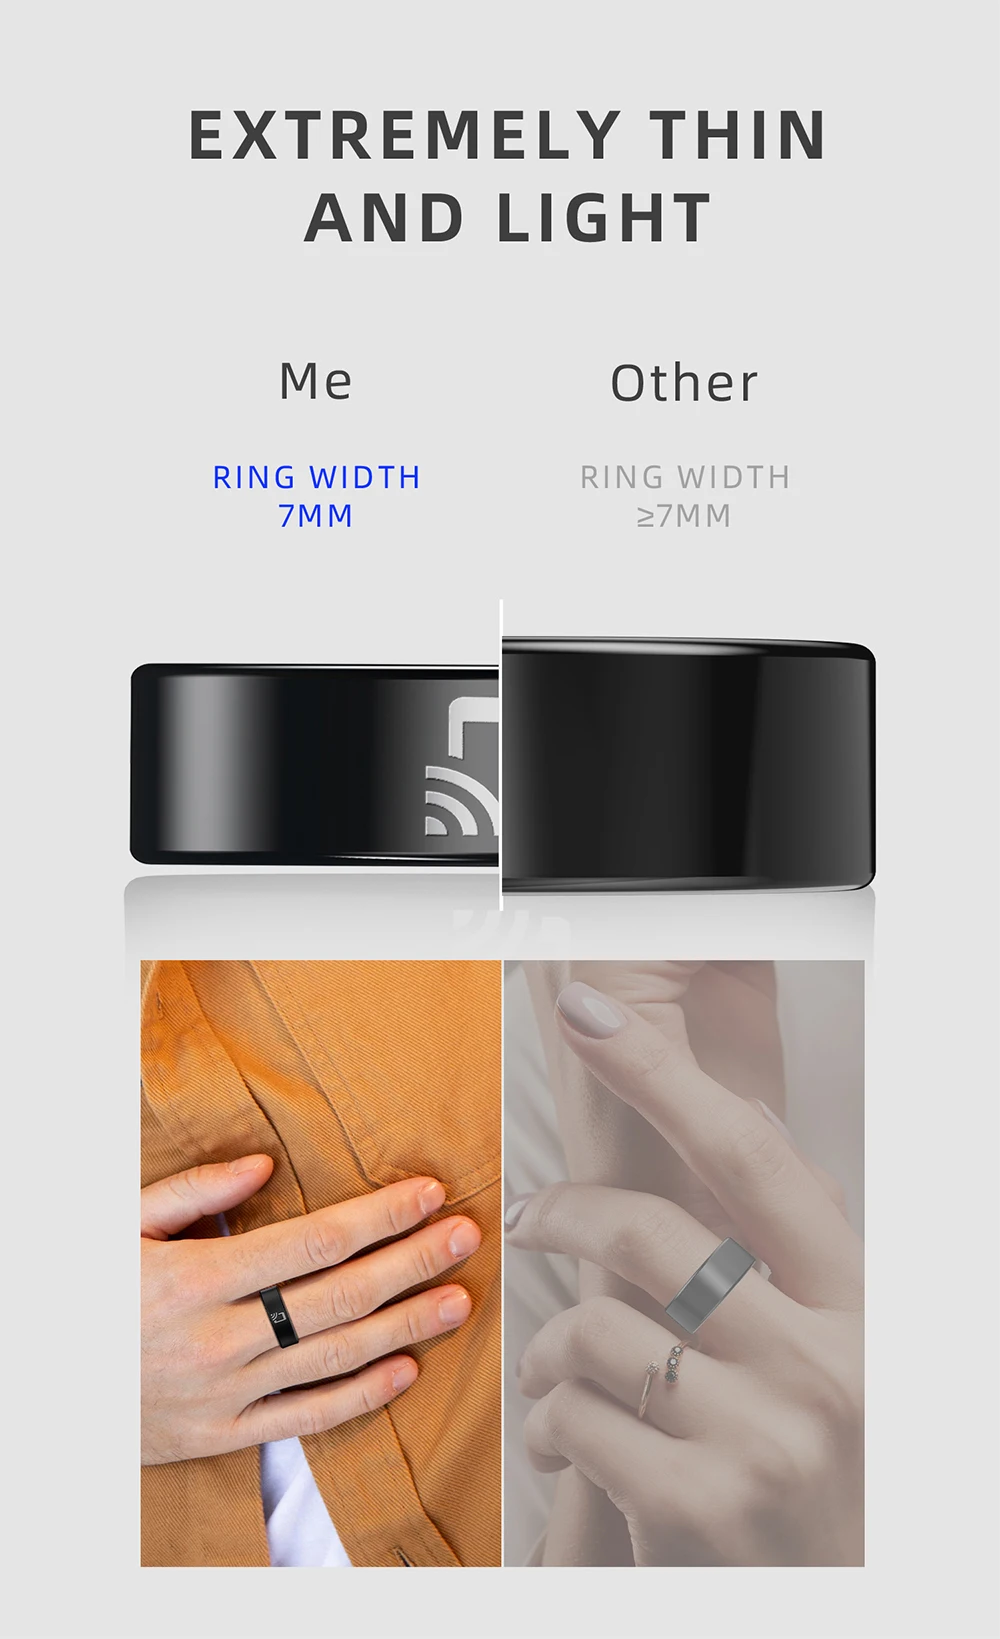 EXTREMELY THIN
AND LIGHT
Me
Other
RING WIDTH
7MM
RING WIDTH
≥7MM